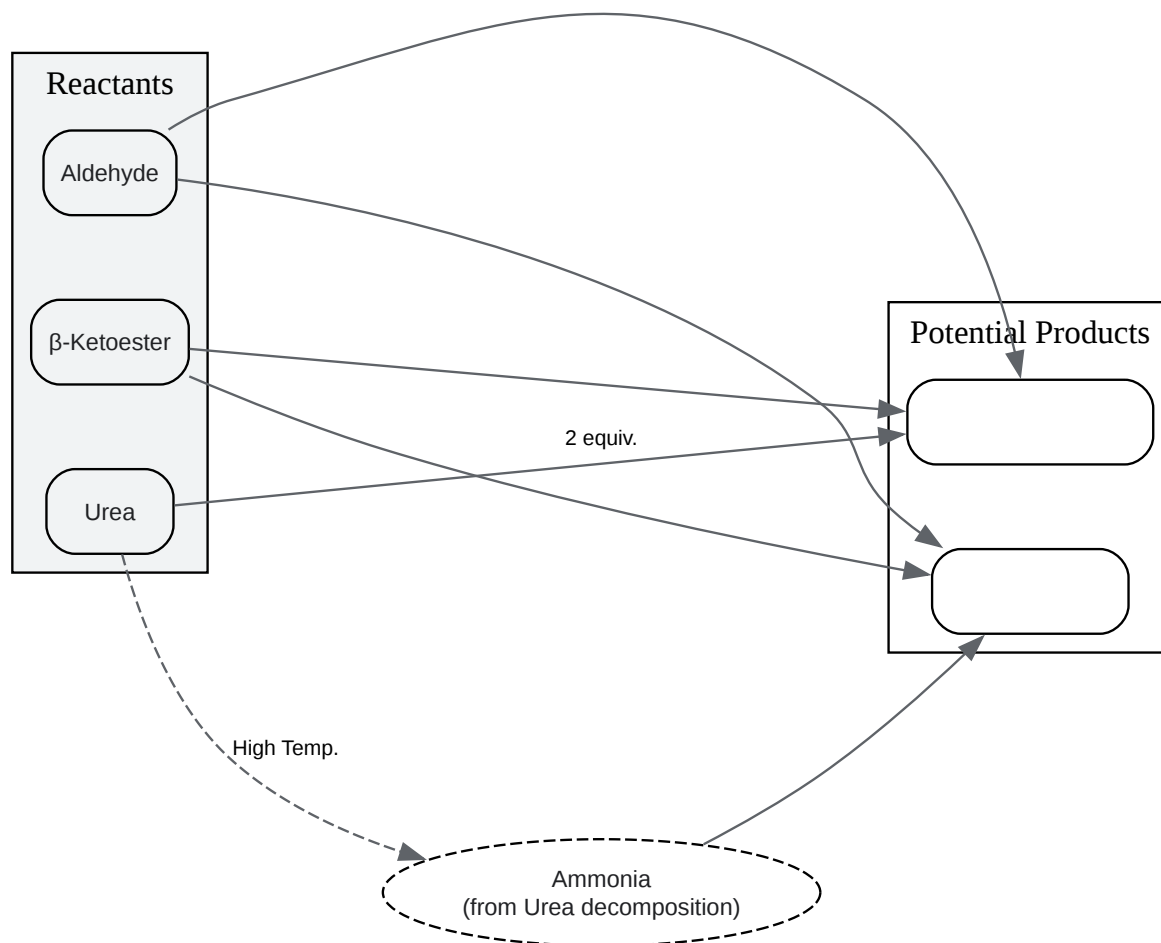 Reactants
Aldehyde
β-Ketoester
Urea
Potential Products
2 equiv.
High Temp.
Ammonia
(from Urea decomposition)